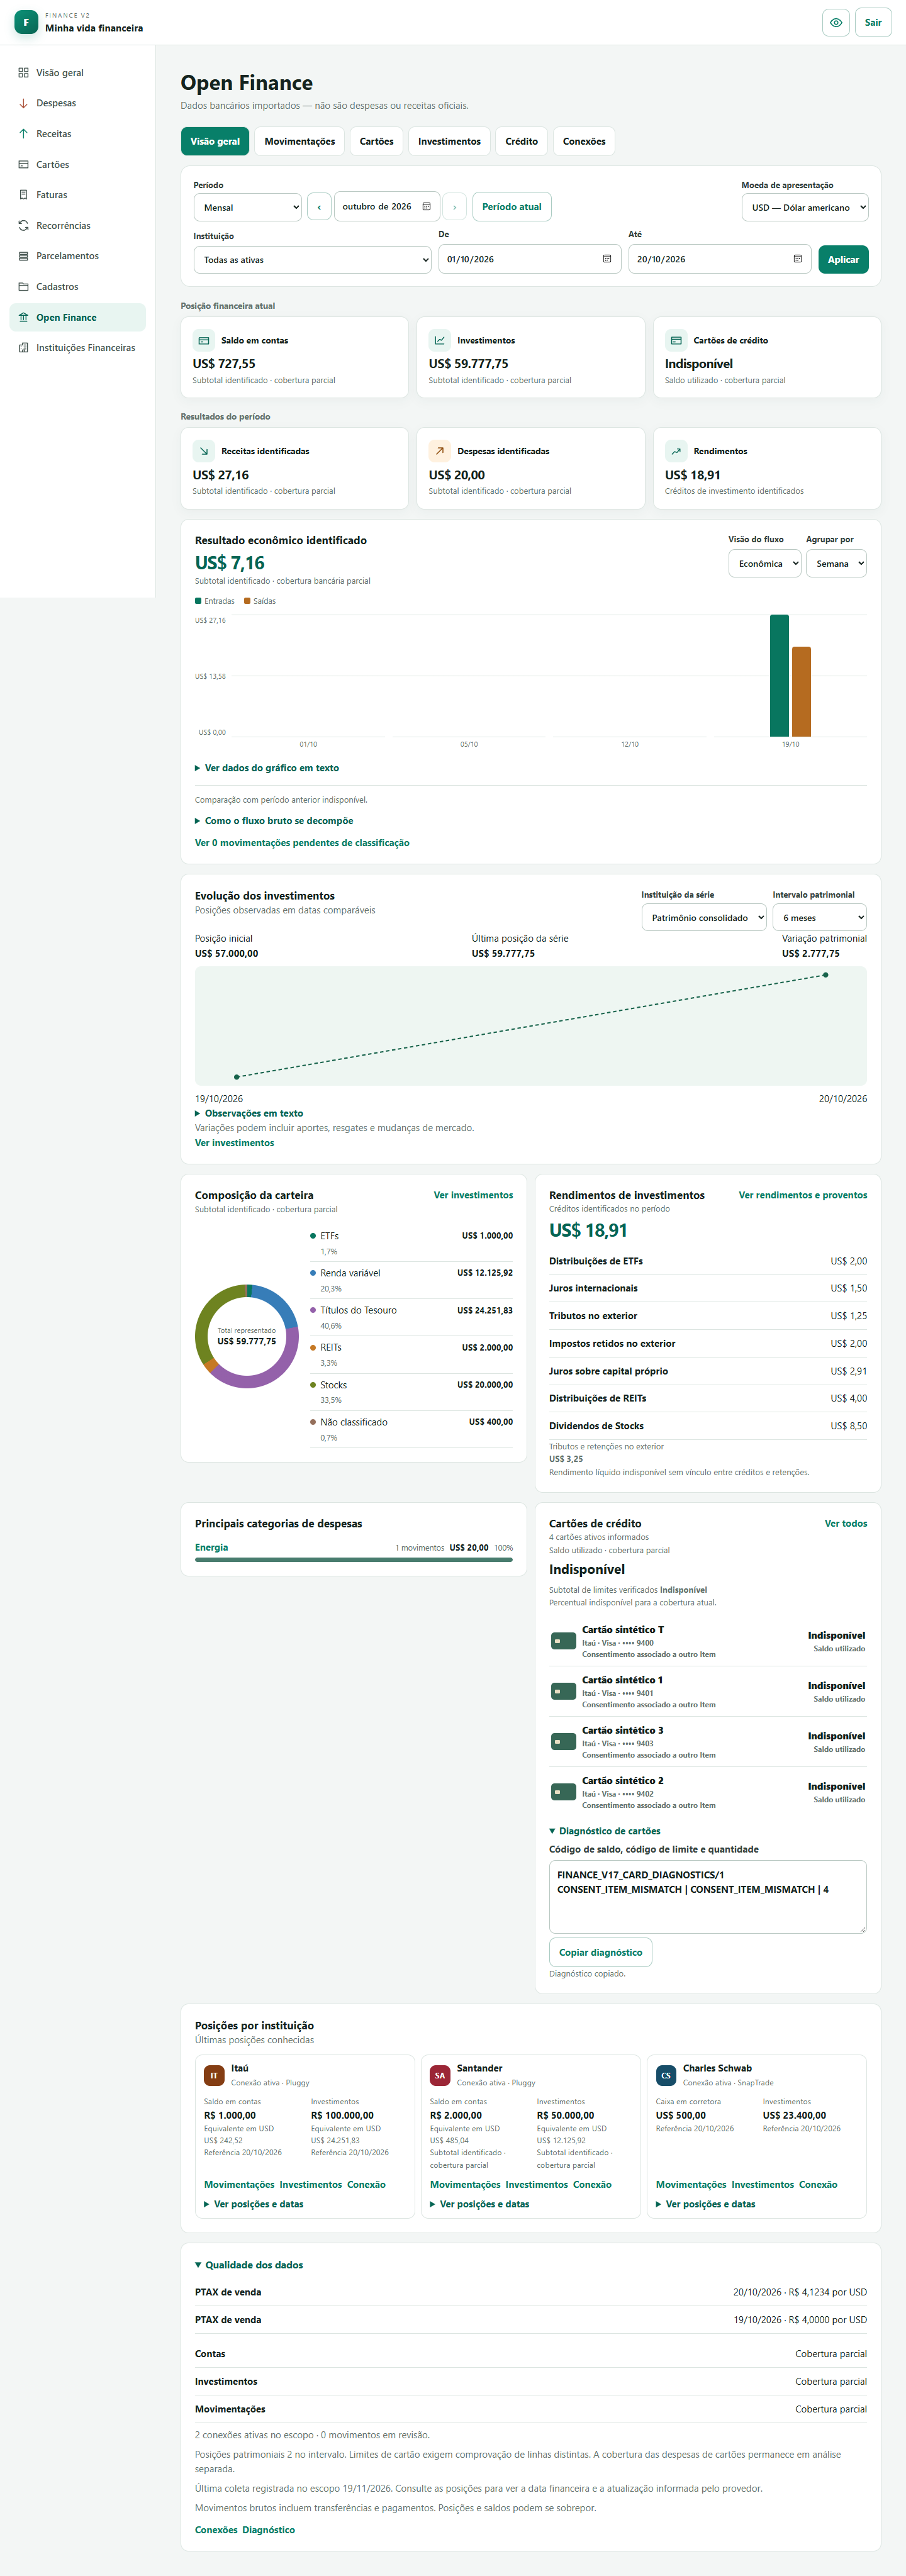 F
FINANCE V2
Minha vida financeira
Sair
Visão geral
Despesas
Receitas
Cartões
Faturas
Recorrências
Parcelamentos
Cadastros
Open Finance
Instituições Financeiras
Open Finance
Dados bancários importados — não são despesas ou receitas oficiais.
Visão geral
Movimentações
Cartões
Investimentos
Crédito
Conexões
Período
Mensal
‹
outubro de 2026
›
Período atual
Moeda de apresentação
USD — Dólar americano
Instituição
Todas as ativas
De
01/10/2026
Até
20/10/2026
Aplicar
Posição financeira atual
Saldo em contas
US$ 727,55
Subtotal identificado · cobertura parcial
Investimentos
US$ 59.777,75
Subtotal identificado · cobertura parcial
Cartões de crédito
Indisponível
Saldo utilizado · cobertura parcial
Resultados do período
Receitas identificadas
US$ 27,16
Subtotal identificado · cobertura parcial
Despesas identificadas
US$ 20,00
Subtotal identificado · cobertura parcial
Rendimentos
US$ 18,91
Créditos de investimento identificados
Resultado econômico identificado
US$ 7,16
Subtotal identificado · cobertura bancária parcial
Visão do fluxo
Econômica
Agrupar por
Semana
Entradas
Saídas
US$ 27,16
US$ 13,58
US$ 0,00
01/10
05/10
12/10
19/10
Ver dados do gráfico em texto
Comparação com período anterior indisponível.
Como o fluxo bruto se decompõe
Ver 0 movimentações pendentes de classificação
Evolução dos investimentos
Posições observadas em datas comparáveis
Instituição da série
Patrimônio consolidado
Intervalo patrimonial
6 meses
Posição inicial
US$ 57.000,00
Última posição da série
US$ 59.777,75
Variação patrimonial
US$ 2.777,75
19/10/2026
20/10/2026
Observações em texto
Variações podem incluir aportes, resgates e mudanças de mercado.
Ver investimentos
Composição da carteira
Ver investimentos
Subtotal identificado · cobertura parcial
Total representado
US$ 59.777,75
ETFs
US$ 1.000,00
1,7%
Renda variável
US$ 12.125,92
20,3%
Títulos do Tesouro
US$ 24.251,83
40,6%
REITs
US$ 2.000,00
3,3%
Stocks
US$ 20.000,00
33,5%
Não classificado
US$ 400,00
0,7%
Rendimentos de investimentos
Ver rendimentos e proventos
Créditos identificados no período
US$ 18,91
Distribuições de ETFs
US$ 2,00
Juros internacionais
US$ 1,50
Tributos no exterior
US$ 1,25
Impostos retidos no exterior
US$ 2,00
Juros sobre capital próprio
US$ 2,91
Distribuições de REITs
US$ 4,00
Dividendos de Stocks
US$ 8,50
Tributos e retenções no exterior
US$ 3,25
Rendimento líquido indisponível sem vínculo entre créditos e retenções.
Principais categorias de despesas
Energia
1 movimentos US$ 20,00 100%
Cartões de crédito
Ver todos
4 cartões ativos informados
Saldo utilizado · cobertura parcial
Indisponível
Subtotal de limites verificados Indisponível
Percentual indisponível para a cobertura atual.
Cartão sintético T
Itaú · Visa · •••• 9400
Consentimento associado a outro Item
Indisponível
Saldo utilizado
Cartão sintético 1
Itaú · Visa · •••• 9401
Consentimento associado a outro Item
Indisponível
Saldo utilizado
Cartão sintético 3
Itaú · Visa · •••• 9403
Consentimento associado a outro Item
Indisponível
Saldo utilizado
Cartão sintético 2
Itaú · Visa · •••• 9402
Consentimento associado a outro Item
Indisponível
Saldo utilizado
Diagnóstico de cartões
Código de saldo, código de limite e quantidade
FINANCE_V17_CARD_DIAGNOSTICS/1
CONSENT_ITEM_MISMATCH | CONSENT_ITEM_MISMATCH | 4
Copiar diagnóstico
Diagnóstico copiado.
Posições por instituição
Últimas posições conhecidas
IT
Itaú
Conexão ativa · Pluggy
Saldo em contas
R$ 1.000,00
Equivalente em USD
US$ 242,52
Referência 20/10/2026
Investimentos
R$ 100.000,00
Equivalente em USD
US$ 24.251,83
Referência 20/10/2026
Movimentações Investimentos Conexão
Ver posições e datas
SA
Santander
Conexão ativa · Pluggy
Saldo em contas
R$ 2.000,00
Equivalente em USD
US$ 485,04
Subtotal identificado ·
cobertura parcial
Investimentos
R$ 50.000,00
Equivalente em USD
US$ 12.125,92
Subtotal identificado ·
cobertura parcial
Movimentações Investimentos Conexão
Ver posições e datas
CS
Charles Schwab
Conexão ativa · SnapTrade
Caixa em corretora
US$ 500,00
Referência 20/10/2026
Investimentos
US$ 23.400,00
Referência 20/10/2026
Movimentações Investimentos Conexão
Ver posições e datas
Qualidade dos dados
PTAX de venda
20/10/2026 · R$ 4,1234 por USD
PTAX de venda
19/10/2026 · R$ 4,0000 por USD
Contas
Cobertura parcial
Investimentos
Cobertura parcial
Movimentações
Cobertura parcial
2 conexões ativas no escopo · 0 movimentos em revisão.
Posições patrimoniais 2 no intervalo. Limites de cartão exigem comprovação de linhas distintas. A cobertura das despesas de cartões permanece em análise
separada.
Última coleta registrada no escopo 19/11/2026. Consulte as posições para ver a data financeira e a atualização informada pelo provedor.
Movimentos brutos incluem transferências e pagamentos. Posições e saldos podem se sobrepor.
Conexões Diagnóstico